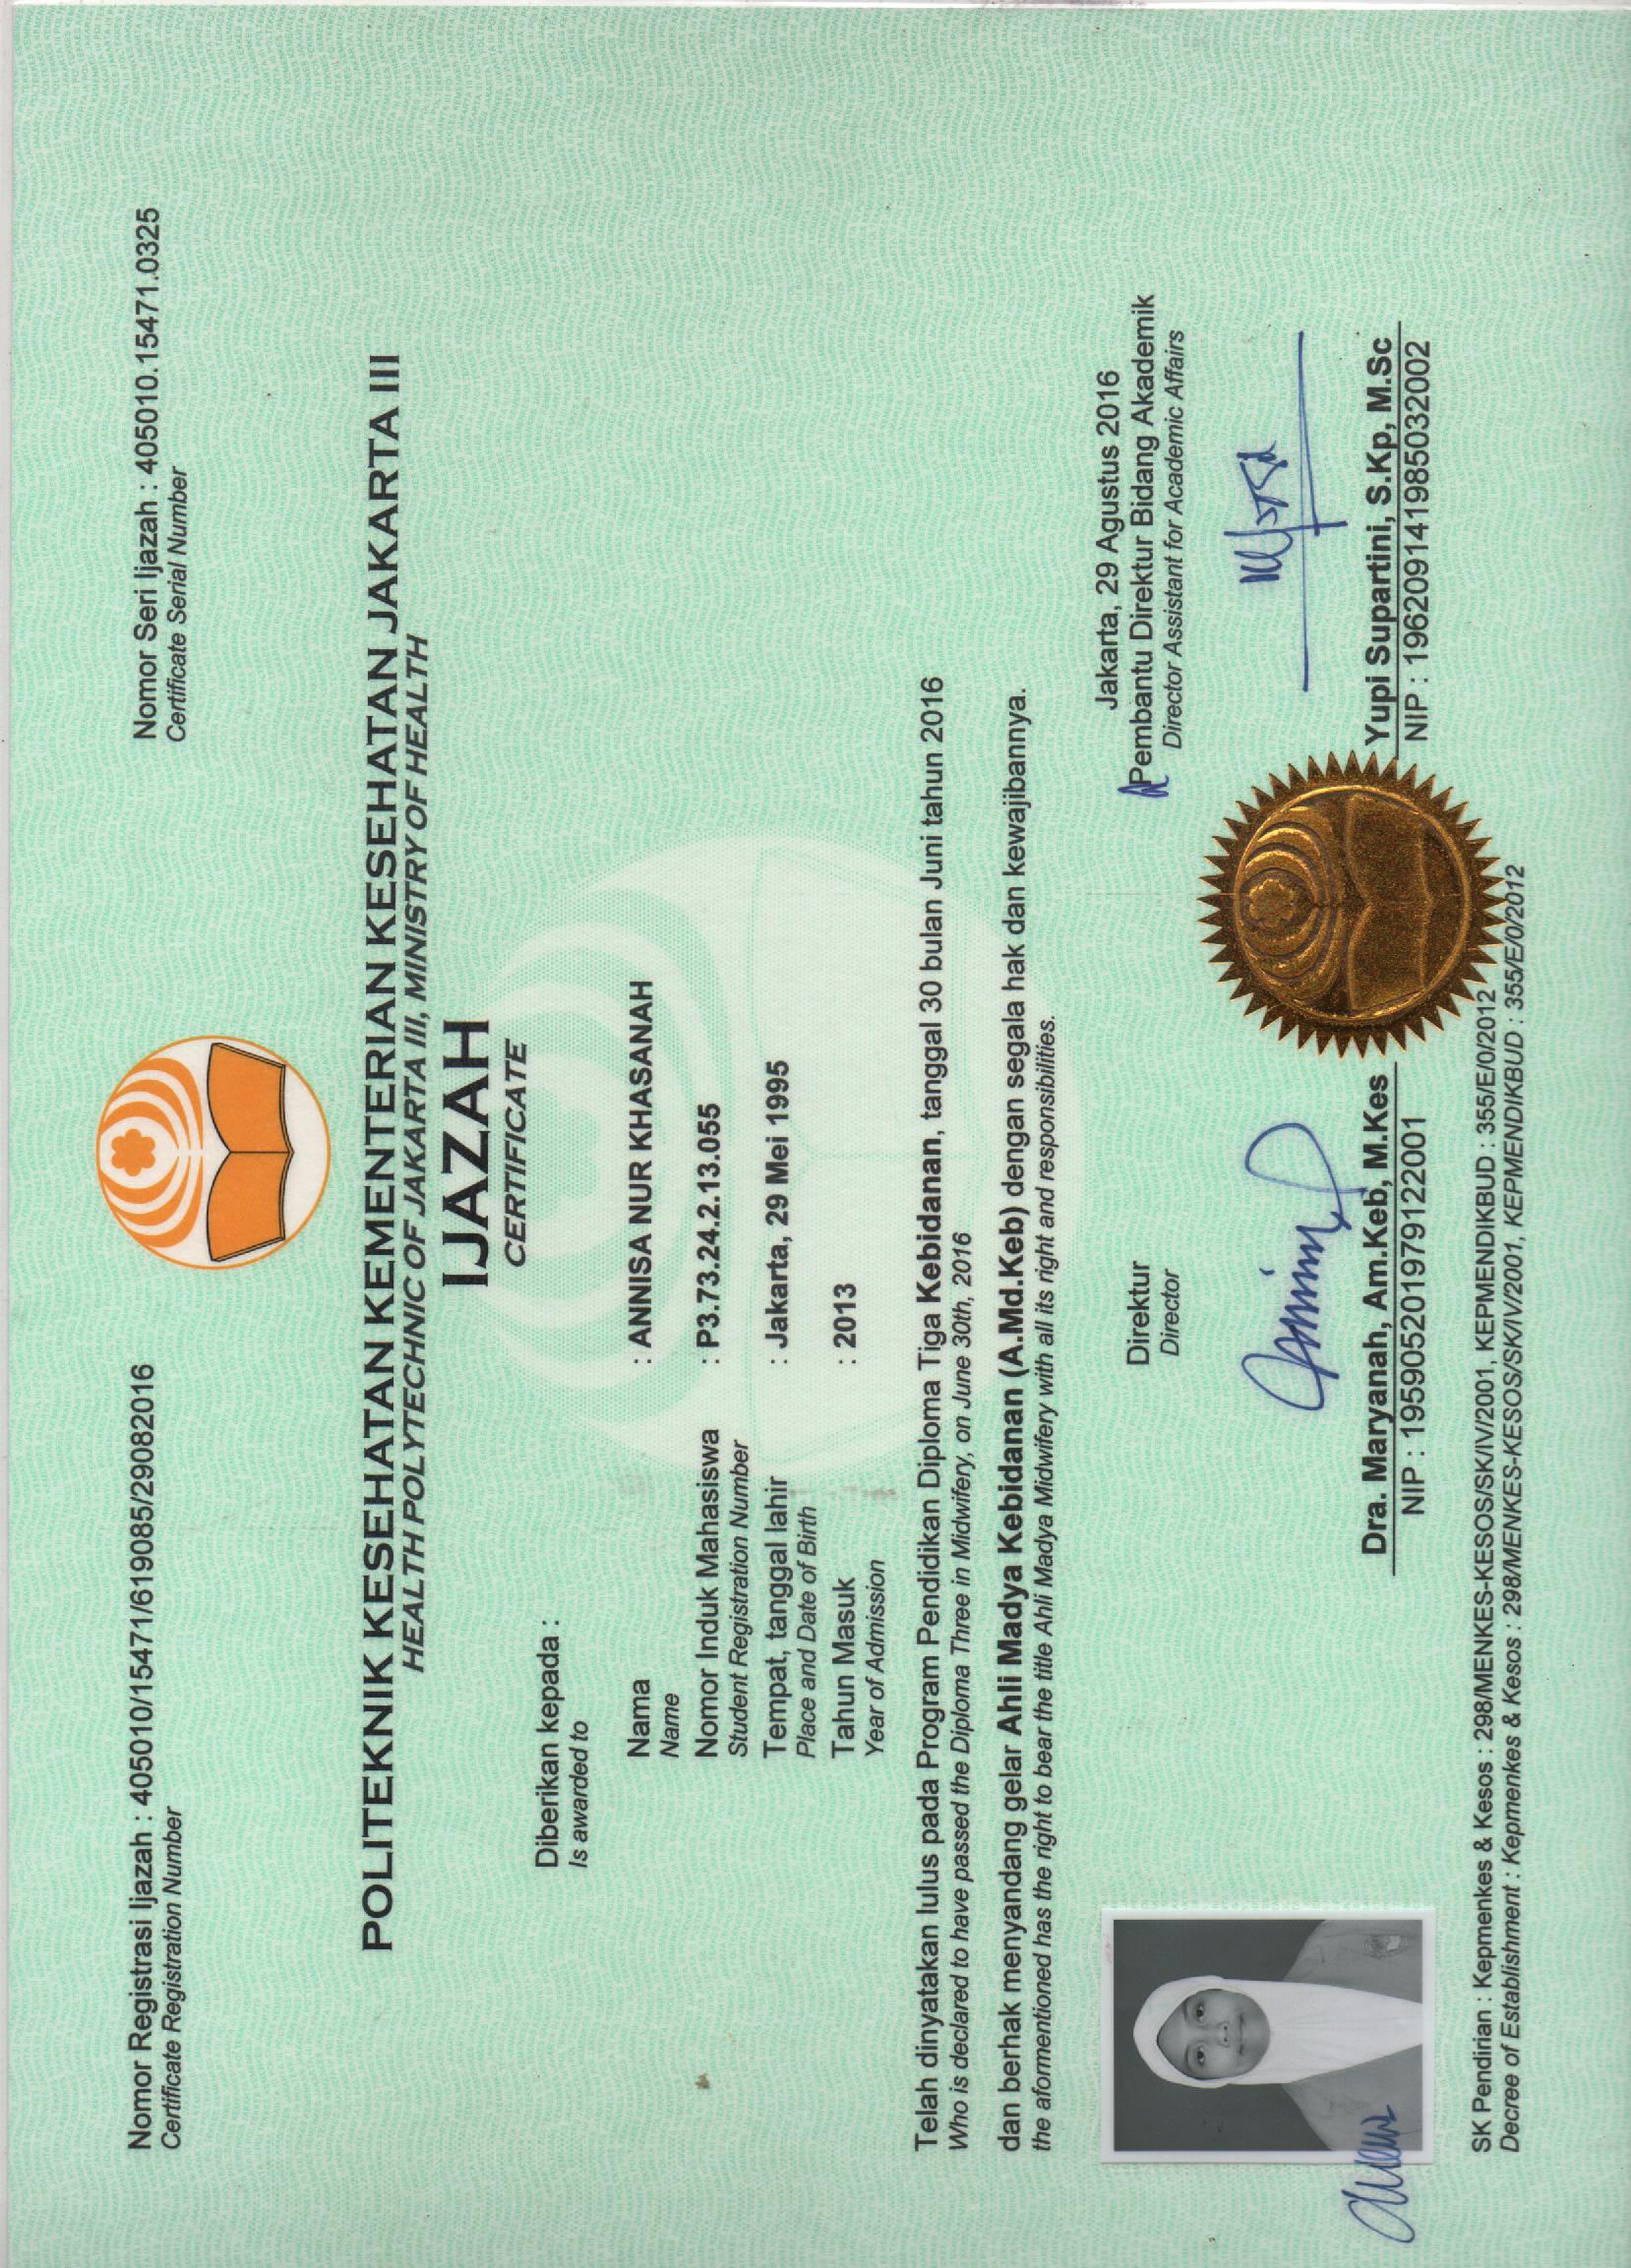 Nomor Registrasi Ijazah : 405010/15471/619085/29082016
Certificate Registration Number
Nomor Seri Ijazah : 405010.15471.0325
Certificate Serial Number
POLITEKNIK KESEHATAN KEMENTERIAN KESEHATAN JAKARTA III
HEALTH POLYTECHNIC OF JAKARTA III, MINISTRY OF HEALTH
IJAZAH
CERTIFICATE
Diberikan kepada :
Is awarded to
Nama : ANNISA NUR KHASANAH
Name
Nomor Induk Mahasiswa : P3.73.24.2.13.055
Student Registration Number
Tempat, tanggal lahir : Jakarta, 29 Mei 1995
Place and Date of Birth
Tahun Masuk : 2013
Year of Admission
Telah dinyatakan lulus pada Program Pendidikan Diploma Tiga Kebidanan, tanggal 30 bulan Juni tahun 2016
Who is declared to have passed the Diploma Three in Midwifery, on June 30th, 2016
dan berhak menyandang gelar Ahli Madya Kebidanan (A.Md.Keb) dengan segala hak dan kewajibannya.
the aformentioned has the right to bear the title Ahli Madya Midwifery with all its right and responsibilities.
Direktur
Director
Dra. Maryanah, Am.Keb, M.Kes
NIP : 195905201979122001
Jakarta, 29 Agustus 2016
Pembantu Direktur Bidang Akademik
Director Assistant for Academic Affairs
Yupi Supartini, S.Kp, M.Sc
NIP : 196209141985032002
SK Pendirian : Kepmenkes & Kesos : 298/MENKES-KESOS/SK/IV/2001, KEPMENDIKBUD : 355/E/0/2012
Decree of Establishment : Kepmenkes & Kesos : 298/MENKES-KESOS/SK/IV/2001, KEPMENDIKBUD : 355/E/0/2012